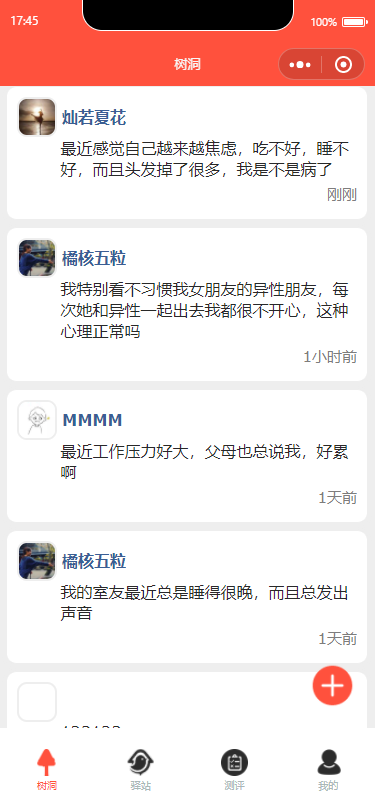 17:45
100%
树洞
灿若夏花
最近感觉自己越来越焦虑，吃不好，睡不
好，而且头发掉了很多，我是不是病了
刚刚
橘核五粒
我特别看不习惯我女朋友的异性朋友，每
次她和异性一起出去我都很不开心，这种
心理正常吗
1小时前
MMMM
最近工作压力好大，父母也总说我，好累
啊
1天前
橘核五粒
我的室友最近总是睡得很晚，而且总发出
声音
1天前
树洞
驿站
测评
我的